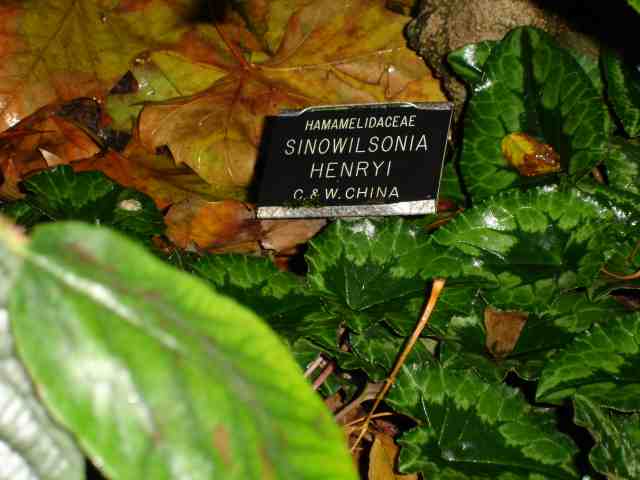 HAMAMELIDACEAE
SINOWILSONIA
HENRYI
C. & W. CHINA